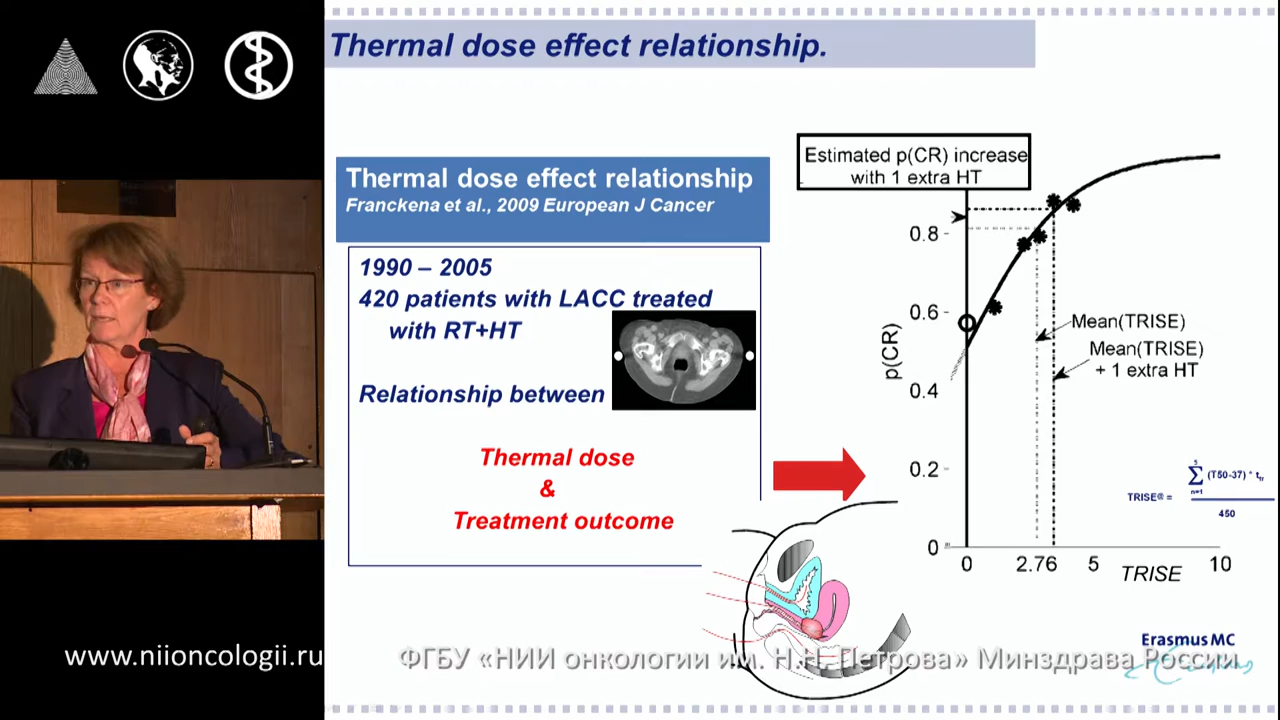 Thermal dose effect relationship.
Thermal dose effect relationship
Franckena et al., 2009 European J Cancer
1990 – 2005
420 patients with LACC treated
with RT+HT
Relationship between
Thermal dose
&
Treatment outcome
Estimated p(CR) increase
with 1 extra HT
0.8
0.6
0.4
0.2
0
p(CR)
Mean(TRISE)
Mean(TRISE)
+ 1 extra HT
0
2.76
5
10
TRISE
5
∑ (T50-37) * t
n=1
TRISE® =
450
Erasmus MC
www.niioncologii.ru
ФГБУ «НИИ онкологии им. Н.Н. Петрова» Минздрава России